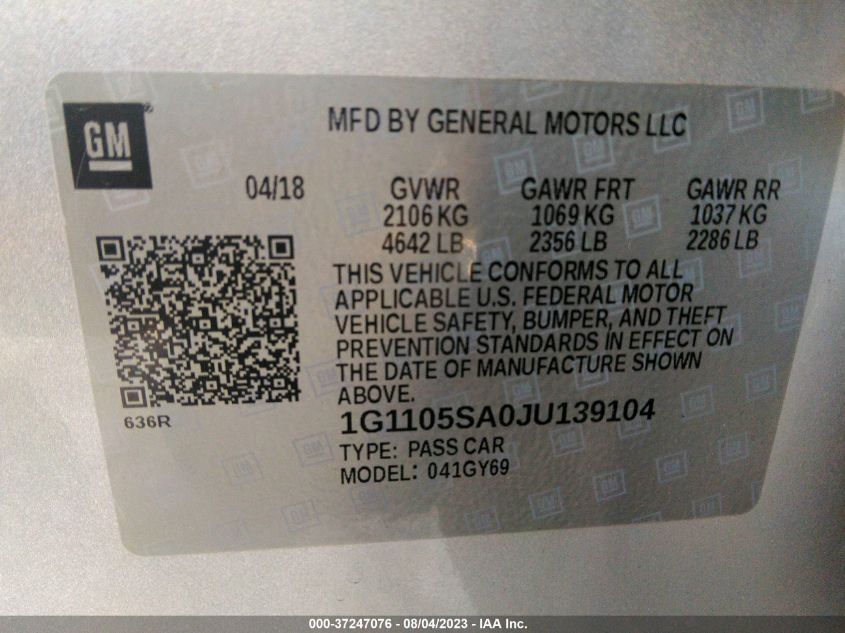 GM
MFD BY GENERAL MOTORS LLC
04/18 GVWR GAWR FRT GAWR RR
2106 KG 1069 KG 1037 KG
4642 LB 2356 LB 2286 LB
THIS VEHICLE CONFORMS TO ALL
APPLICABLE U.S. FEDERAL MOTOR
VEHICLE SAFETY, BUMPER, AND THEFT
PREVENTION STANDARDS IN EFFECT ON
THE DATE OF MANUFACTURE SHOWN
ABOVE.
636R
1G1105SA0JU139104
TYPE: PASS CAR
MODEL: 041GY69
000-37247076 - 08/04/2023 - IAA Inc.